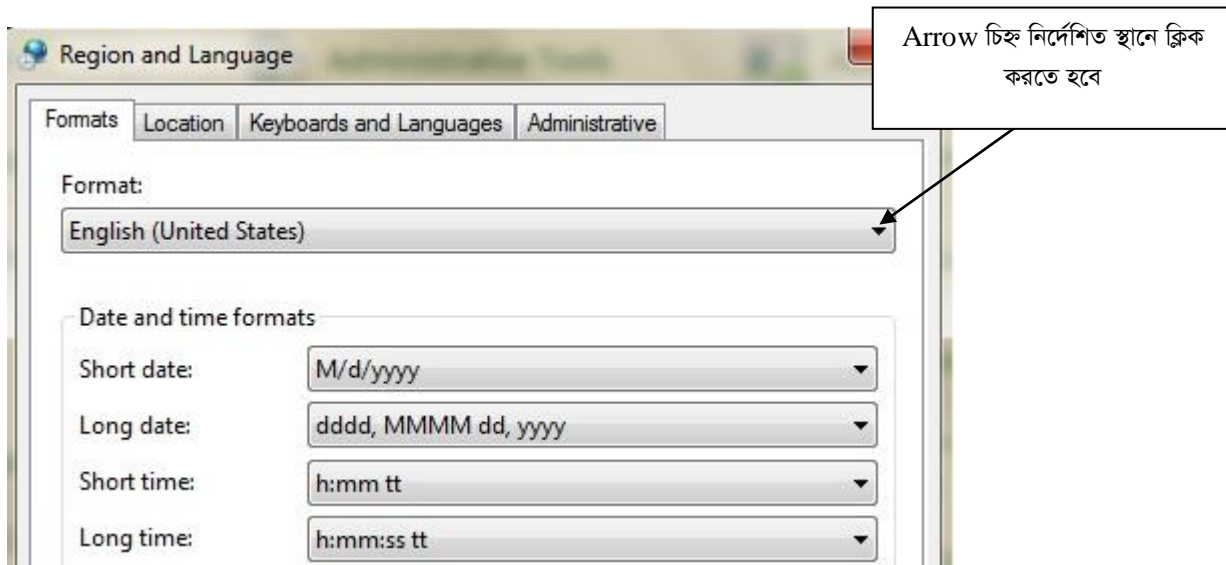 Arrow চিহ্ন নির্দেশিত স্থানে ক্লিক
করতে হবে
Region and Language
Formats Location Keyboards and Languages Administrative
Format:
English (United States)
Date and time formats
Short date: M/d/yyyy
Long date: dddd, MMMM dd, yyyy
Short time: h:mm tt
Long time: h:mm:ss tt